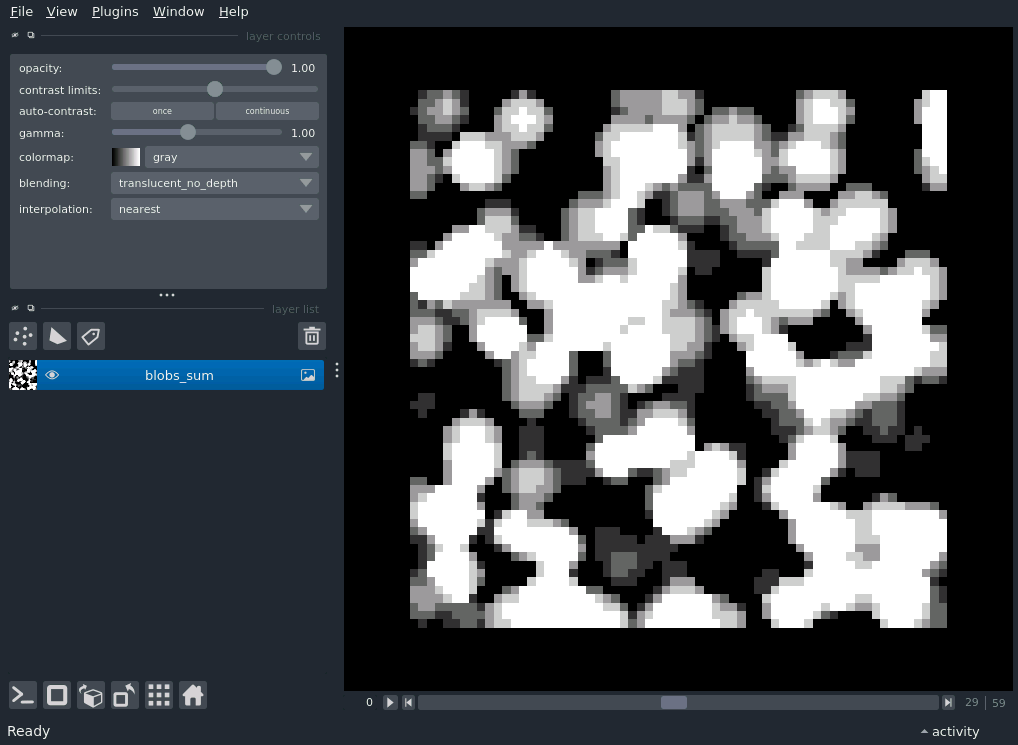 File View Plugins Window Help
layer controls
opacity: 1.00
contrast limits:
auto-contrast: once continuous
gamma: 1.00
colormap: gray
blending: translucent_no_depth
interpolation: nearest
layer list
blobs_sum
0 29 59
Ready activity